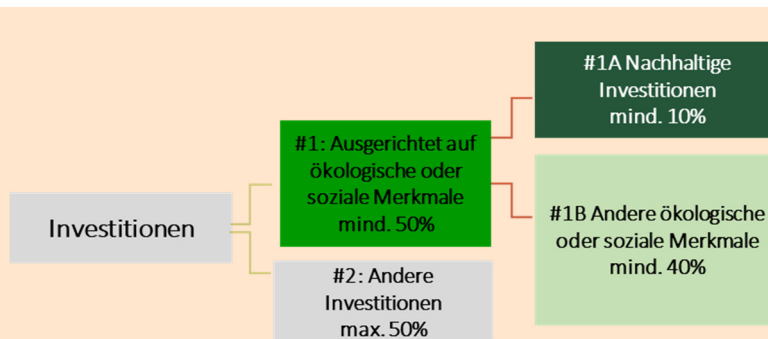 Investitionen
#1: Ausgerichtet auf
ökologische oder
soziale Merkmale
mind. 50%
#2: Andere
Investitionen
max. 50%
#1A Nachhaltige
Investitionen
mind. 10%
#1B Andere ökologische
oder soziale Merkmale
mind. 40%